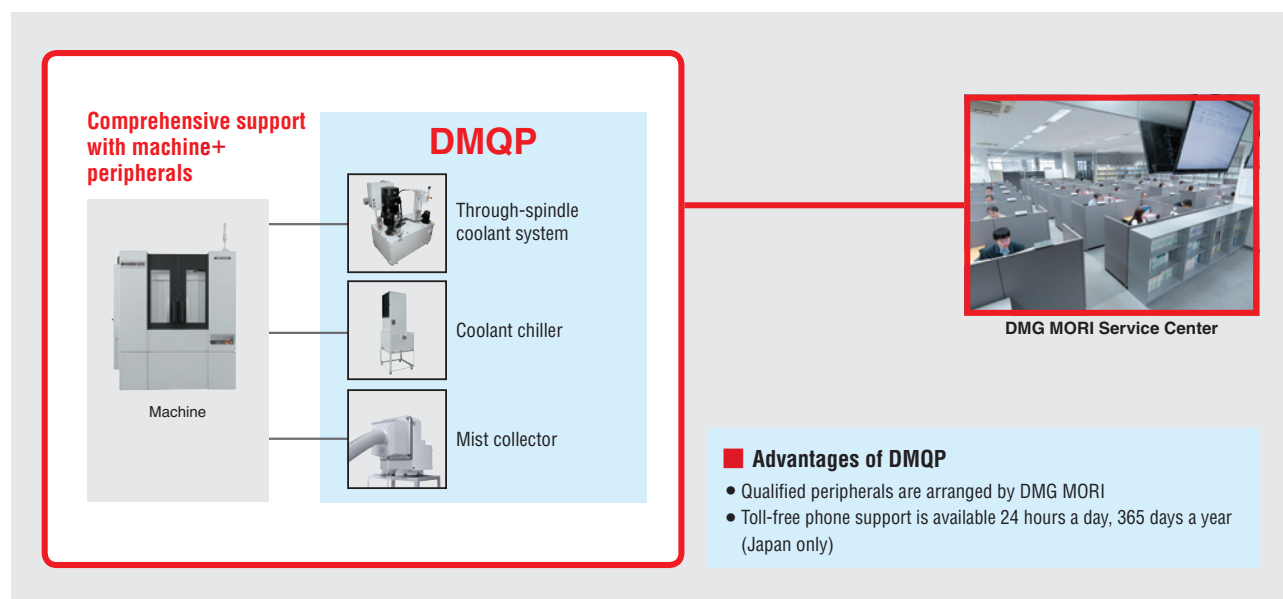 Comprehensive support
with machine+
peripherals
DMQP
Through-spindle
coolant system
Coolant chiller
Mist collector
Machine
DMG MORI Service Center
■ Advantages of DMQP
● Qualified peripherals are arranged by DMG MORI
● Toll-free phone support is available 24 hours a day, 365 days a year
(Japan only)